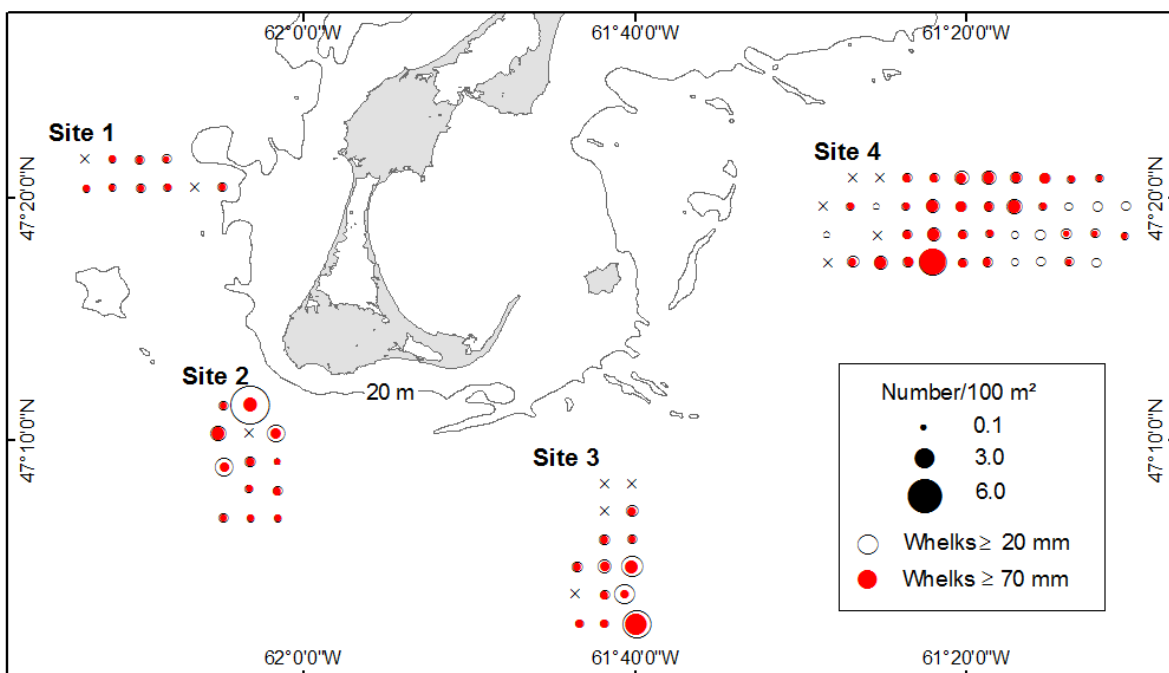 62°0'0"W 61°40'0"W 61°20'0"W
Site 1
Site 4
47°20'0"N 47°20'0"N
Site 2
20 m
Number/100 m²
0.1
3.0
6.0
47°10'0"N 47°10'0"N
Site 3
Whelks ≥ 20 mm
Whelks ≥ 70 mm
62°0'0"W 61°40'0"W 61°20'0"W